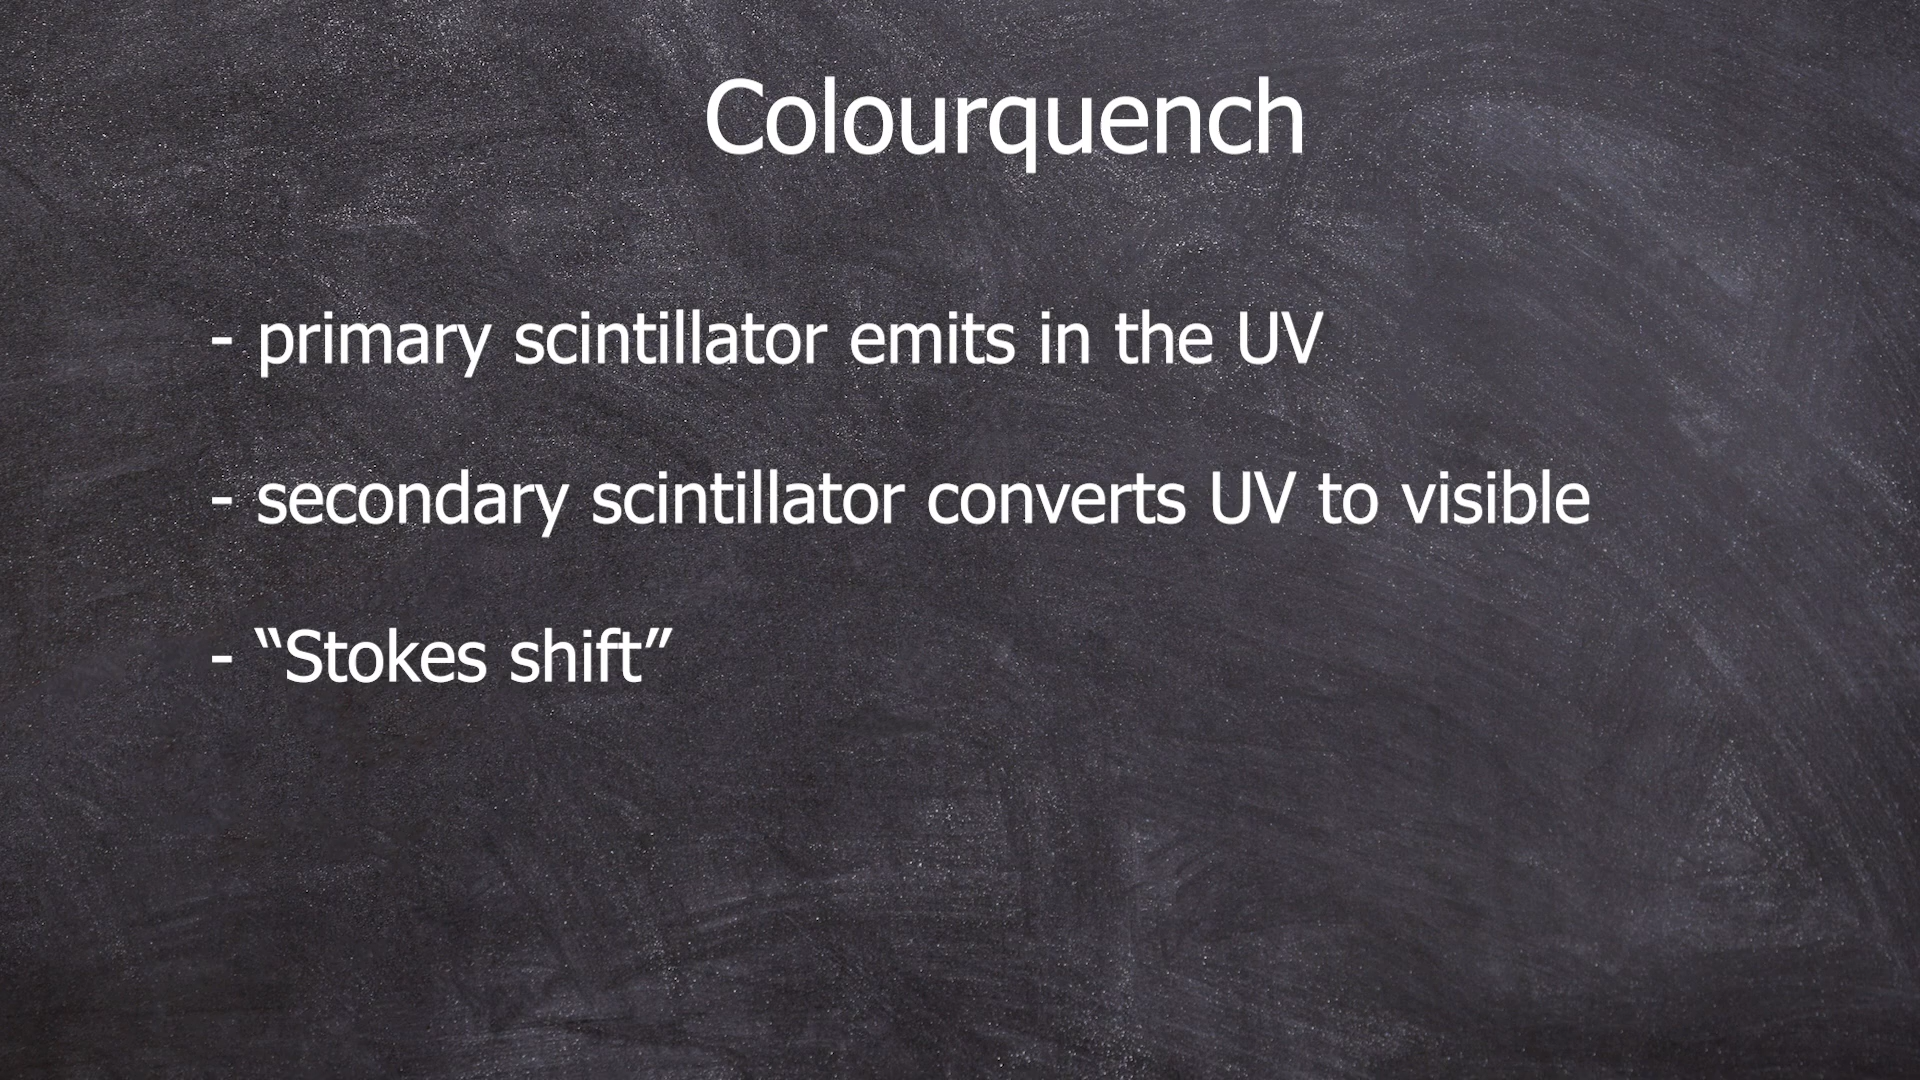 Colourquench
- primary scintillator emits in the UV
- secondary scintillator converts UV to visible
- “Stokes shift”